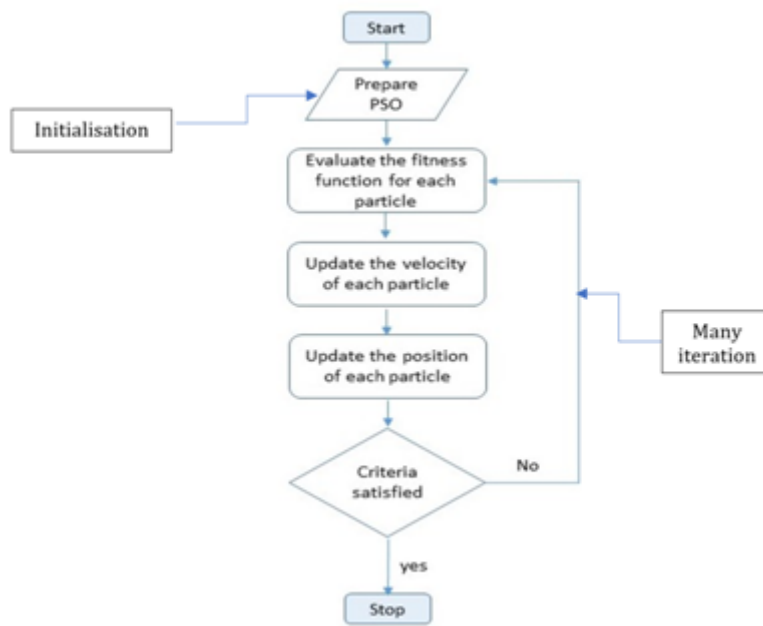 Start
Prepare
PSO
Initialisation
Evaluate the fitness
function for each
particle
Update the velocity
of each particle
Many
iteration
Update the position
of each particle
No
Criteria
satisfied
yes
Stop